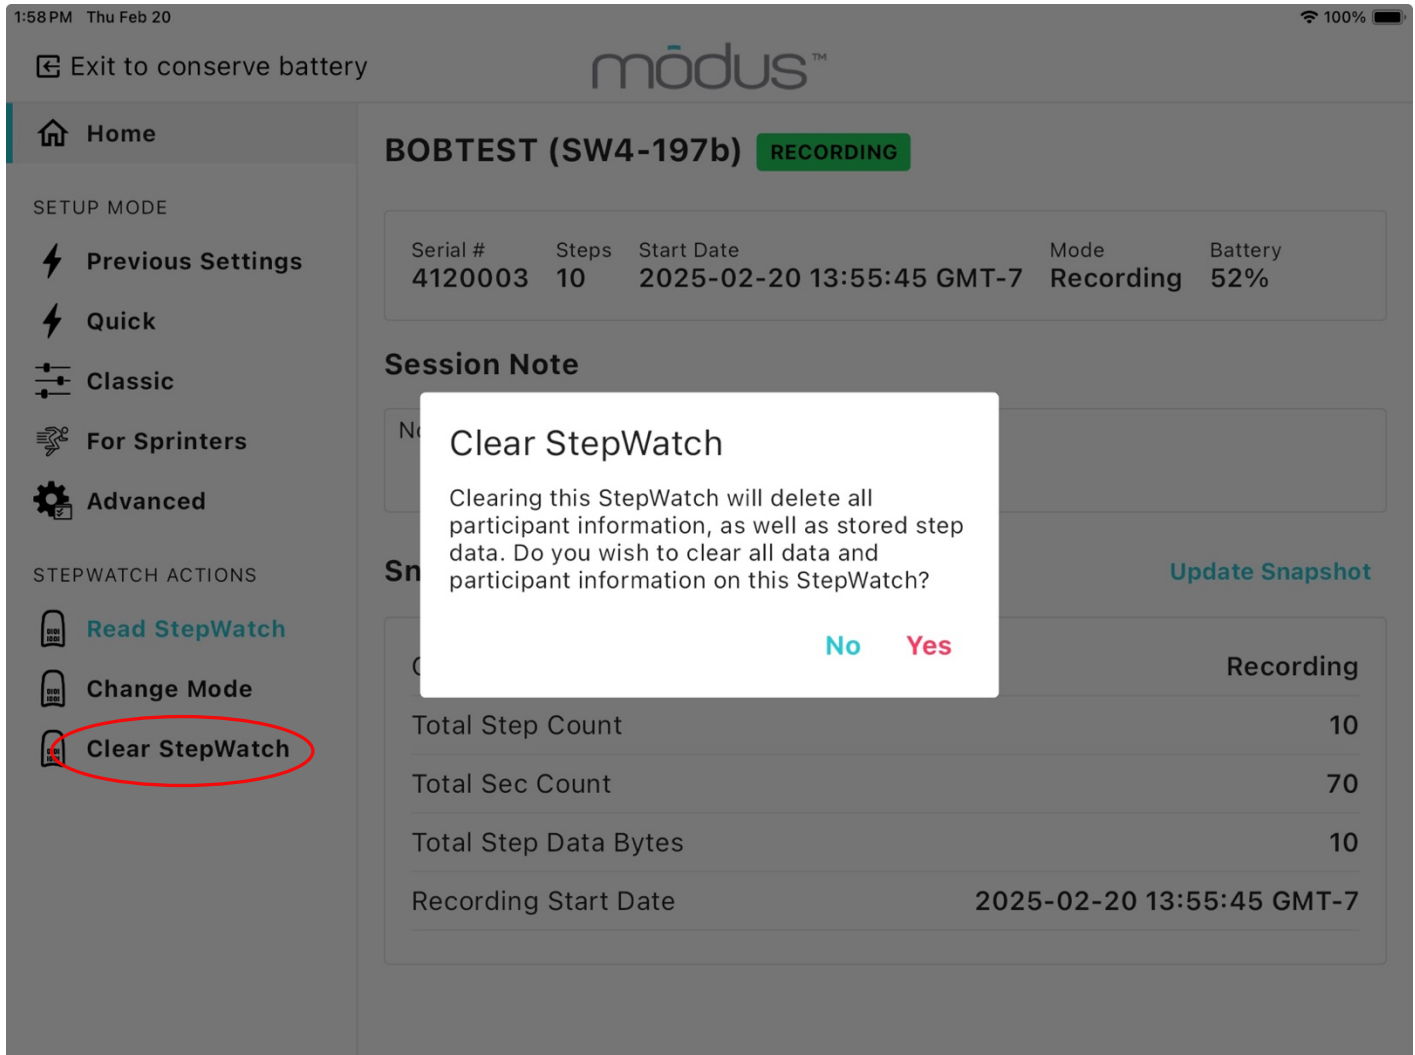 1:58 PM Thu Feb 20
100%
Exit to conserve battery
mōdus™
Home
SETUP MODE
Previous Settings
Quick
Classic
For Sprinters
Advanced
STEPWATCH ACTIONS
Read StepWatch
Change Mode
Clear StepWatch
BOBTEST (SW4-197b) RECORDING
Serial # Steps Start Date Mode Battery
4120003 10 2025-02-20 13:55:45 GMT-7 Recording 52%
Session Note
Clear StepWatch
Clearing this StepWatch will delete all
participant information, as well as stored step
data. Do you wish to clear all data and
participant information on this StepWatch?
No Yes
Update Snapshot
Recording
Total Step Count 10
Total Sec Count 70
Total Step Data Bytes 10
Recording Start Date 2025-02-20 13:55:45 GMT-7